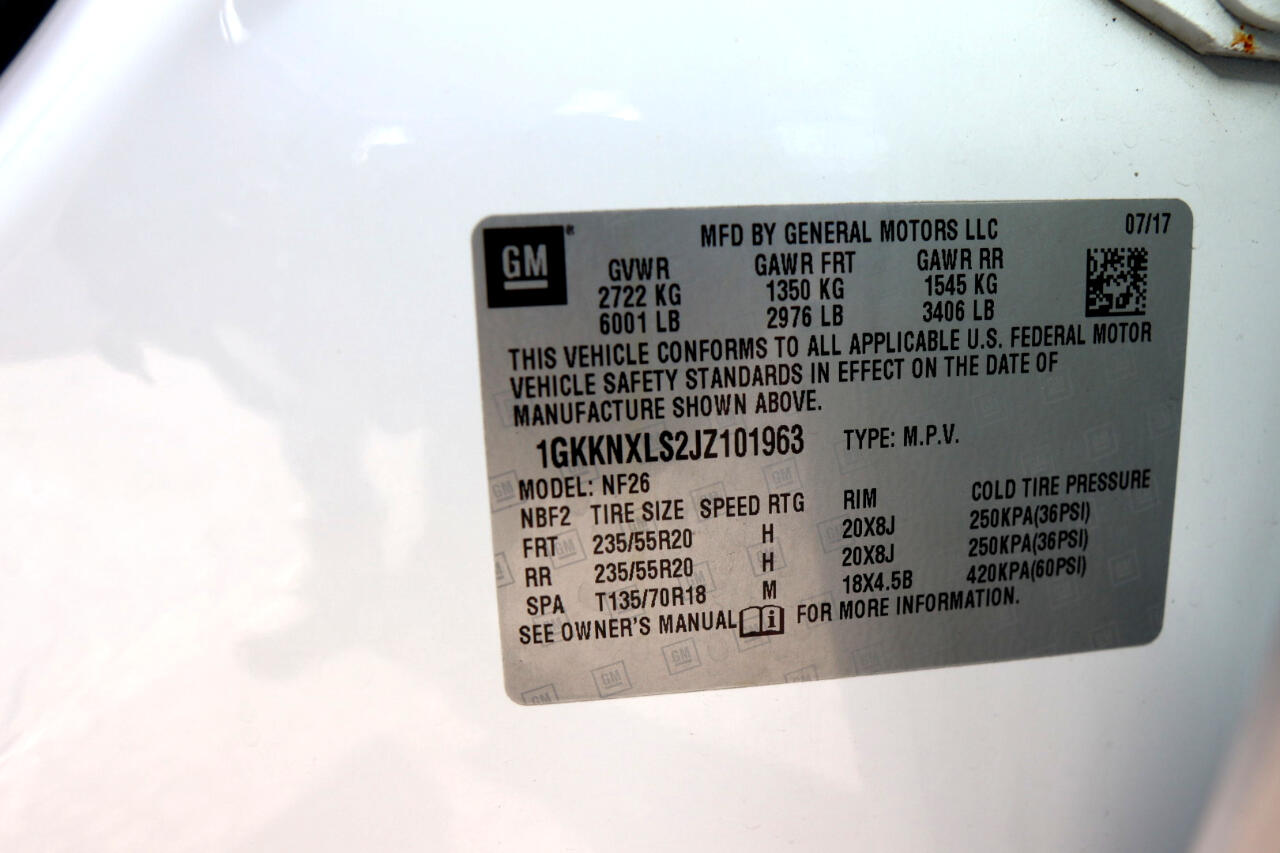 GM
MFD BY GENERAL MOTORS LLC 07/17
GVWR GAWR FRT GAWR RR
2722 KG 1350 KG 1545 KG
6001 LB 2976 LB 3406 LB
THIS VEHICLE CONFORMS TO ALL APPLICABLE U.S. FEDERAL MOTOR
VEHICLE SAFETY STANDARDS IN EFFECT ON THE DATE OF
MANUFACTURE SHOWN ABOVE.
1GKKNXLS2JZ101963 TYPE: M.P.V.
MODEL: NF26
NBF2 TIRE SIZE SPEED RTG RIM COLD TIRE PRESSURE
FRT 235/55R20 H 20X8J 250KPA(36PSI)
RR 235/55R20 H 20X8J 250KPA(36PSI)
SPA T135/70R18 M 18X4.5B 420KPA(60PSI)
SEE OWNER'S MANUAL i FOR MORE INFORMATION.